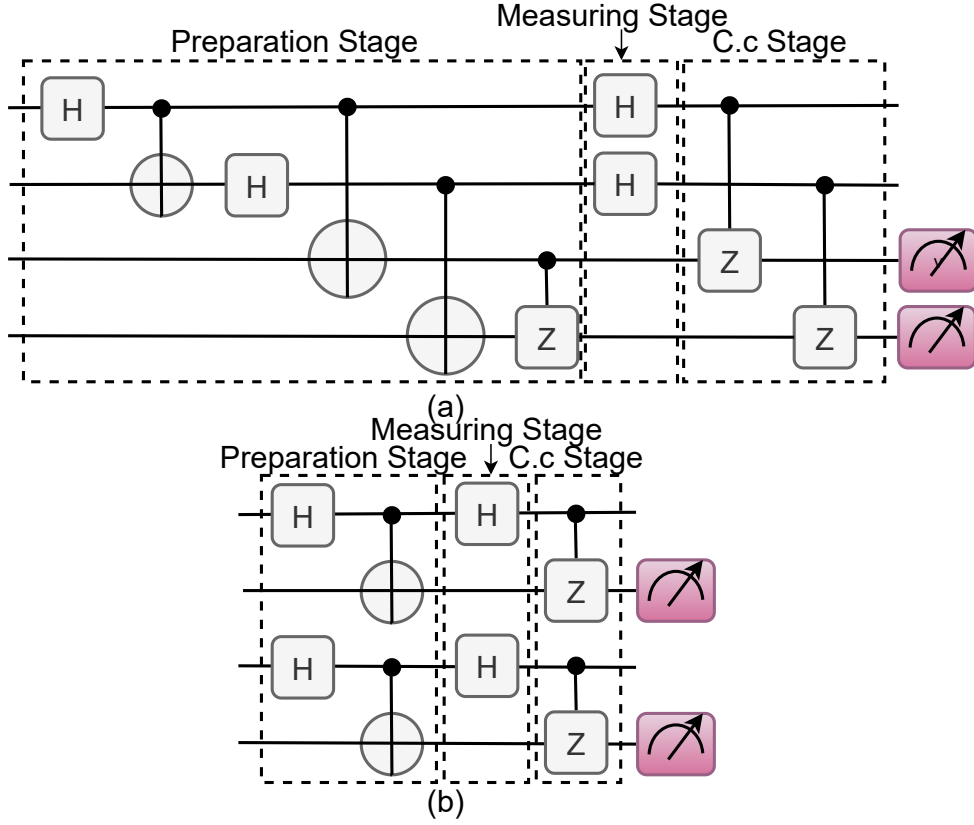 Measuring Stage
Preparation Stage
C.c Stage
H
H
H
H
Z
Z
Z
(a)
Measuring Stage
Preparation Stage
C.c Stage
H
H
Z
H
H
Z
(b)